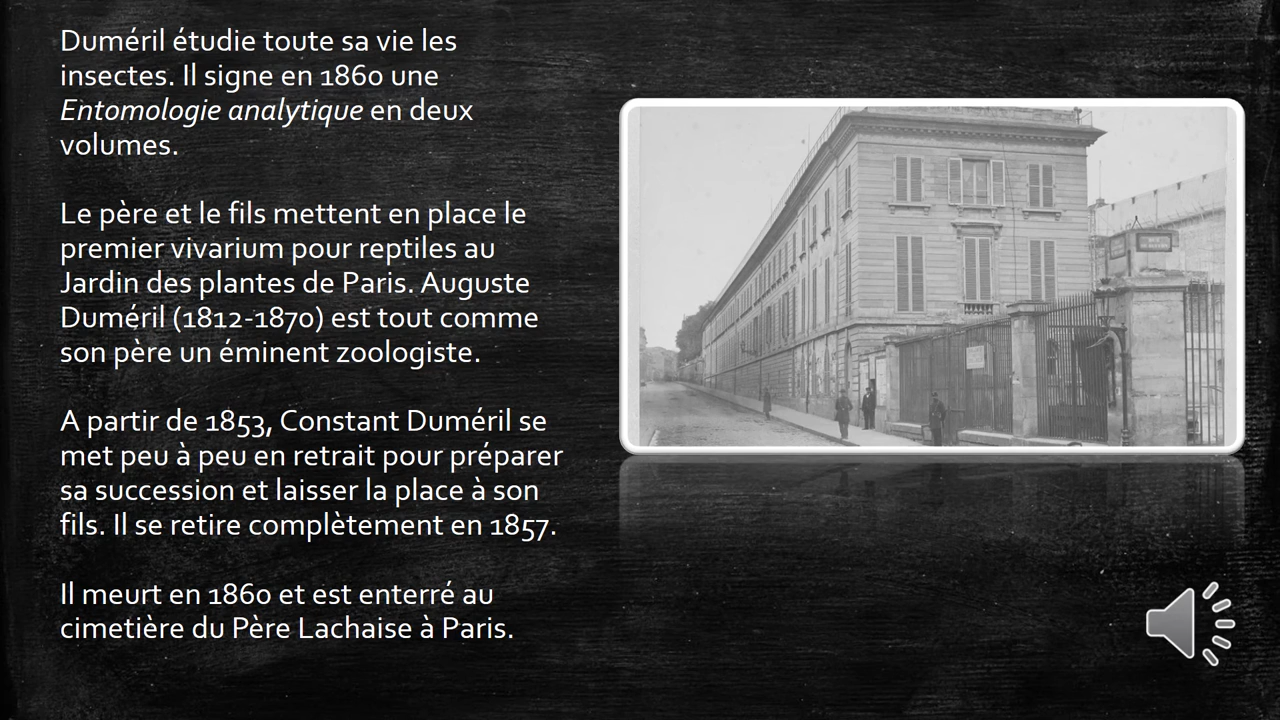 Duméril étudie toute sa vie les
insectes. Il signe en 1860 une
Entomologie analytique en deux
volumes.
Le père et le fils mettent en place le
premier vivarium pour reptiles au
Jardin des plantes de Paris. Auguste
Duméril (1812-1870) est tout comme
son père un éminent zoologiste.
A partir de 1853, Constant Duméril se
met peu à peu en retrait pour préparer
sa succession et laisser la place à son
fils. Il se retire complètement en 1857.
Il meurt en 1860 et est enterré au
cimetière du Père Lachaise à Paris.